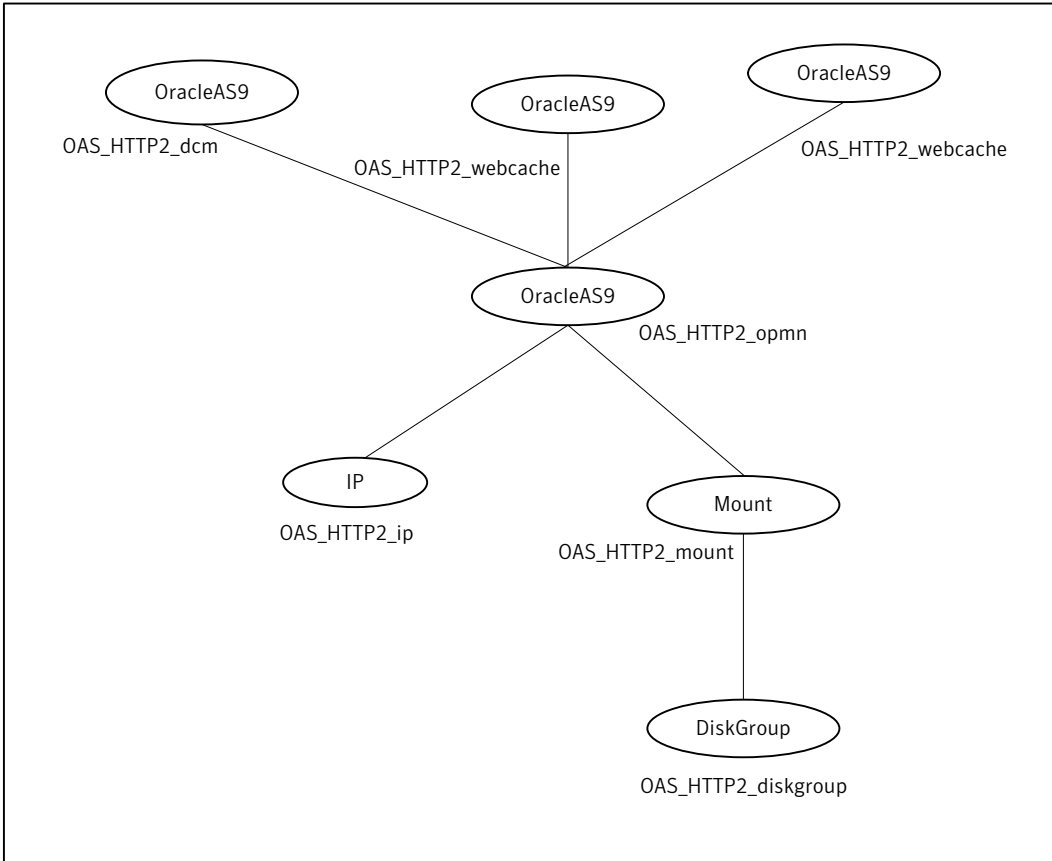 OracleAS9
OAS_HTTP2_dcm
OracleAS9
OAS_HTTP2_webcache
OracleAS9
OAS_HTTP2_webcache
OracleAS9
OAS_HTTP2_opmn
IP
OAS_HTTP2_ip
Mount
OAS_HTTP2_mount
DiskGroup
OAS_HTTP2_diskgroup